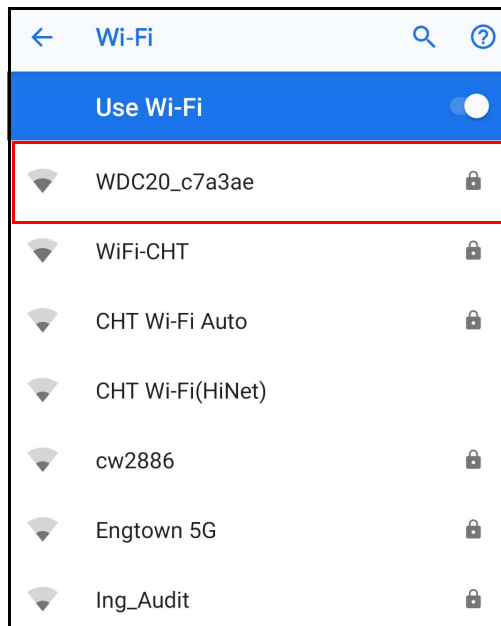 Wi-Fi
Use Wi-Fi
WDC20_c7a3ae
WiFi-CHT
CHT Wi-Fi Auto
CHT Wi-Fi(HiNet)
cw2886
Engtown 5G
Ing_Audit